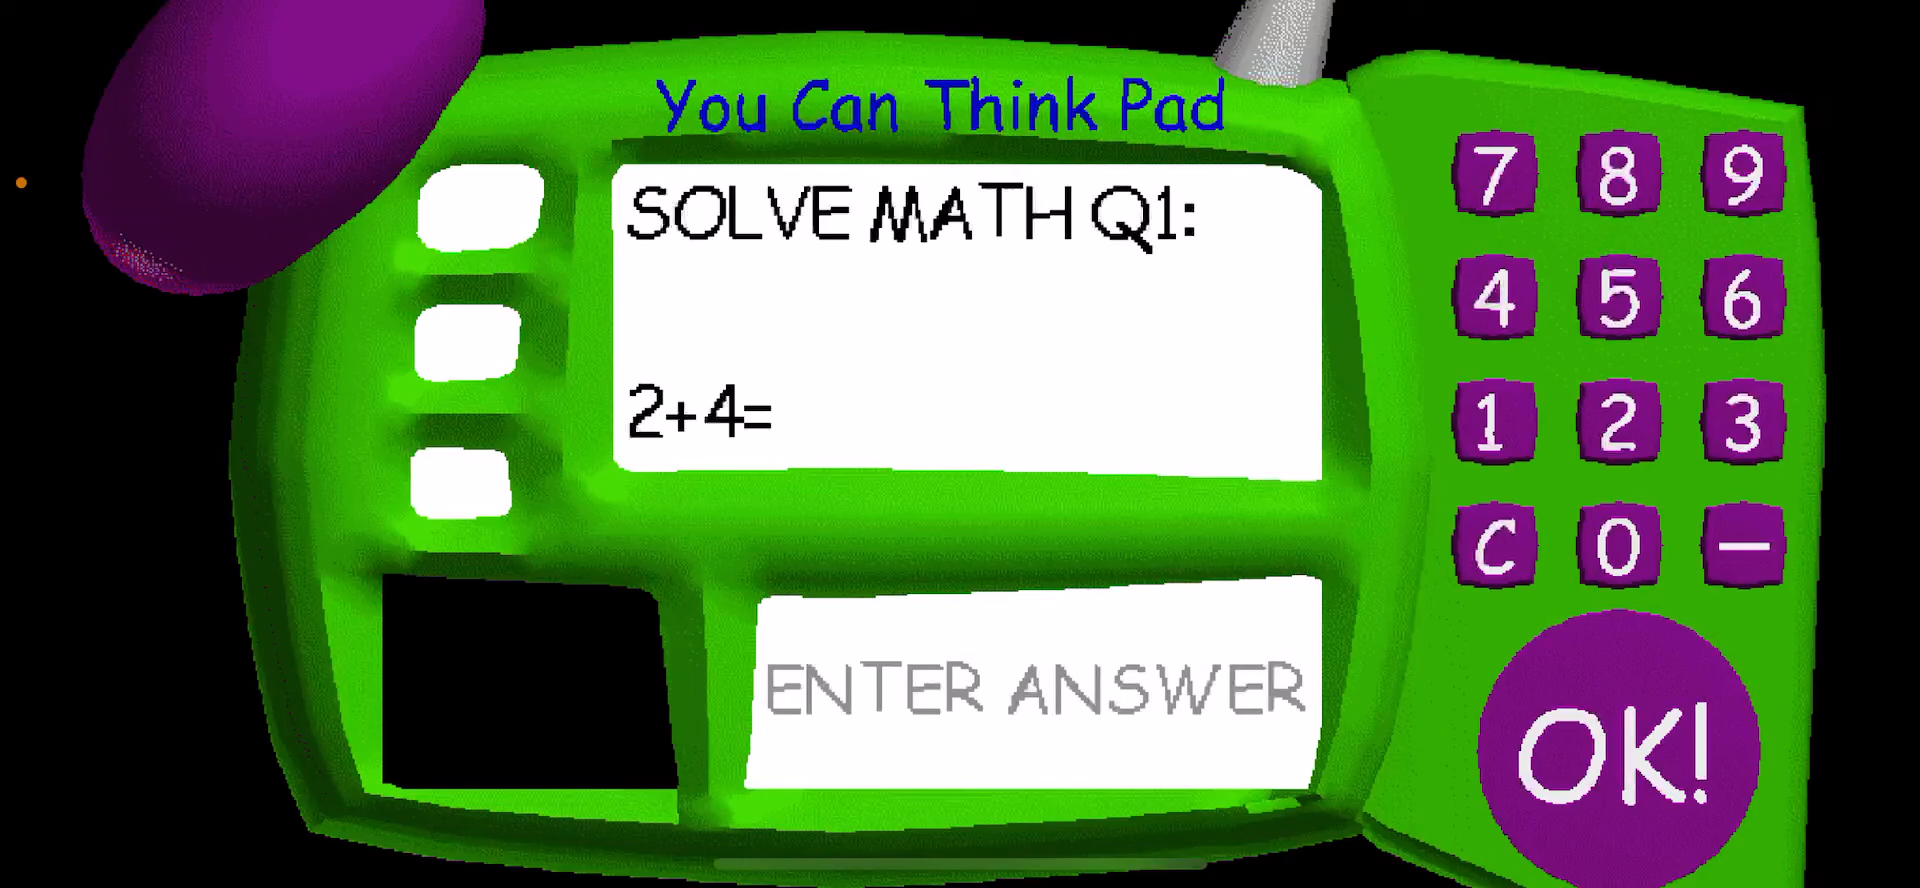 You Can Think Pad
SOLVE MATH Q1:
2+4=
ENTER ANSWER
7 8 9
4 5 6
1 2 3
C 0 —
OK!